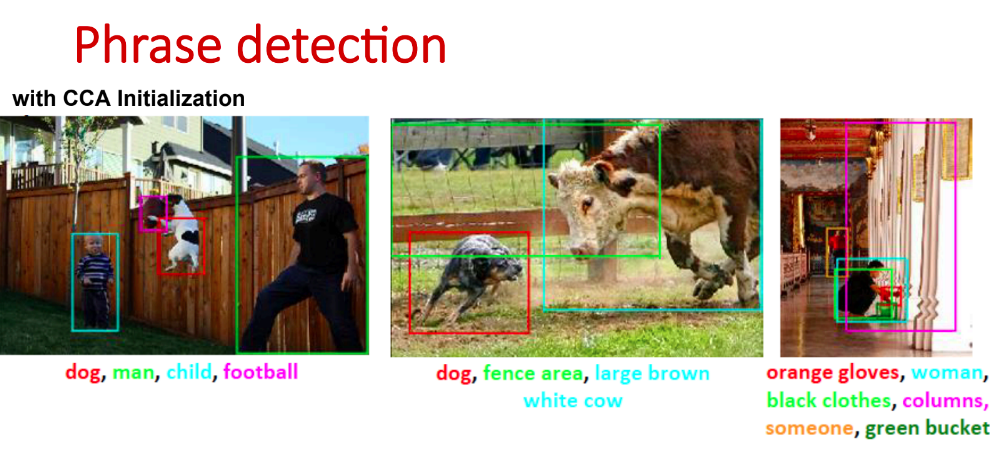 Phrase detection
with CCA Initialization
dog, man, child, football
dog, fence area, large brown
white cow
orange gloves, woman,
black clothes, columns,
someone, green bucket